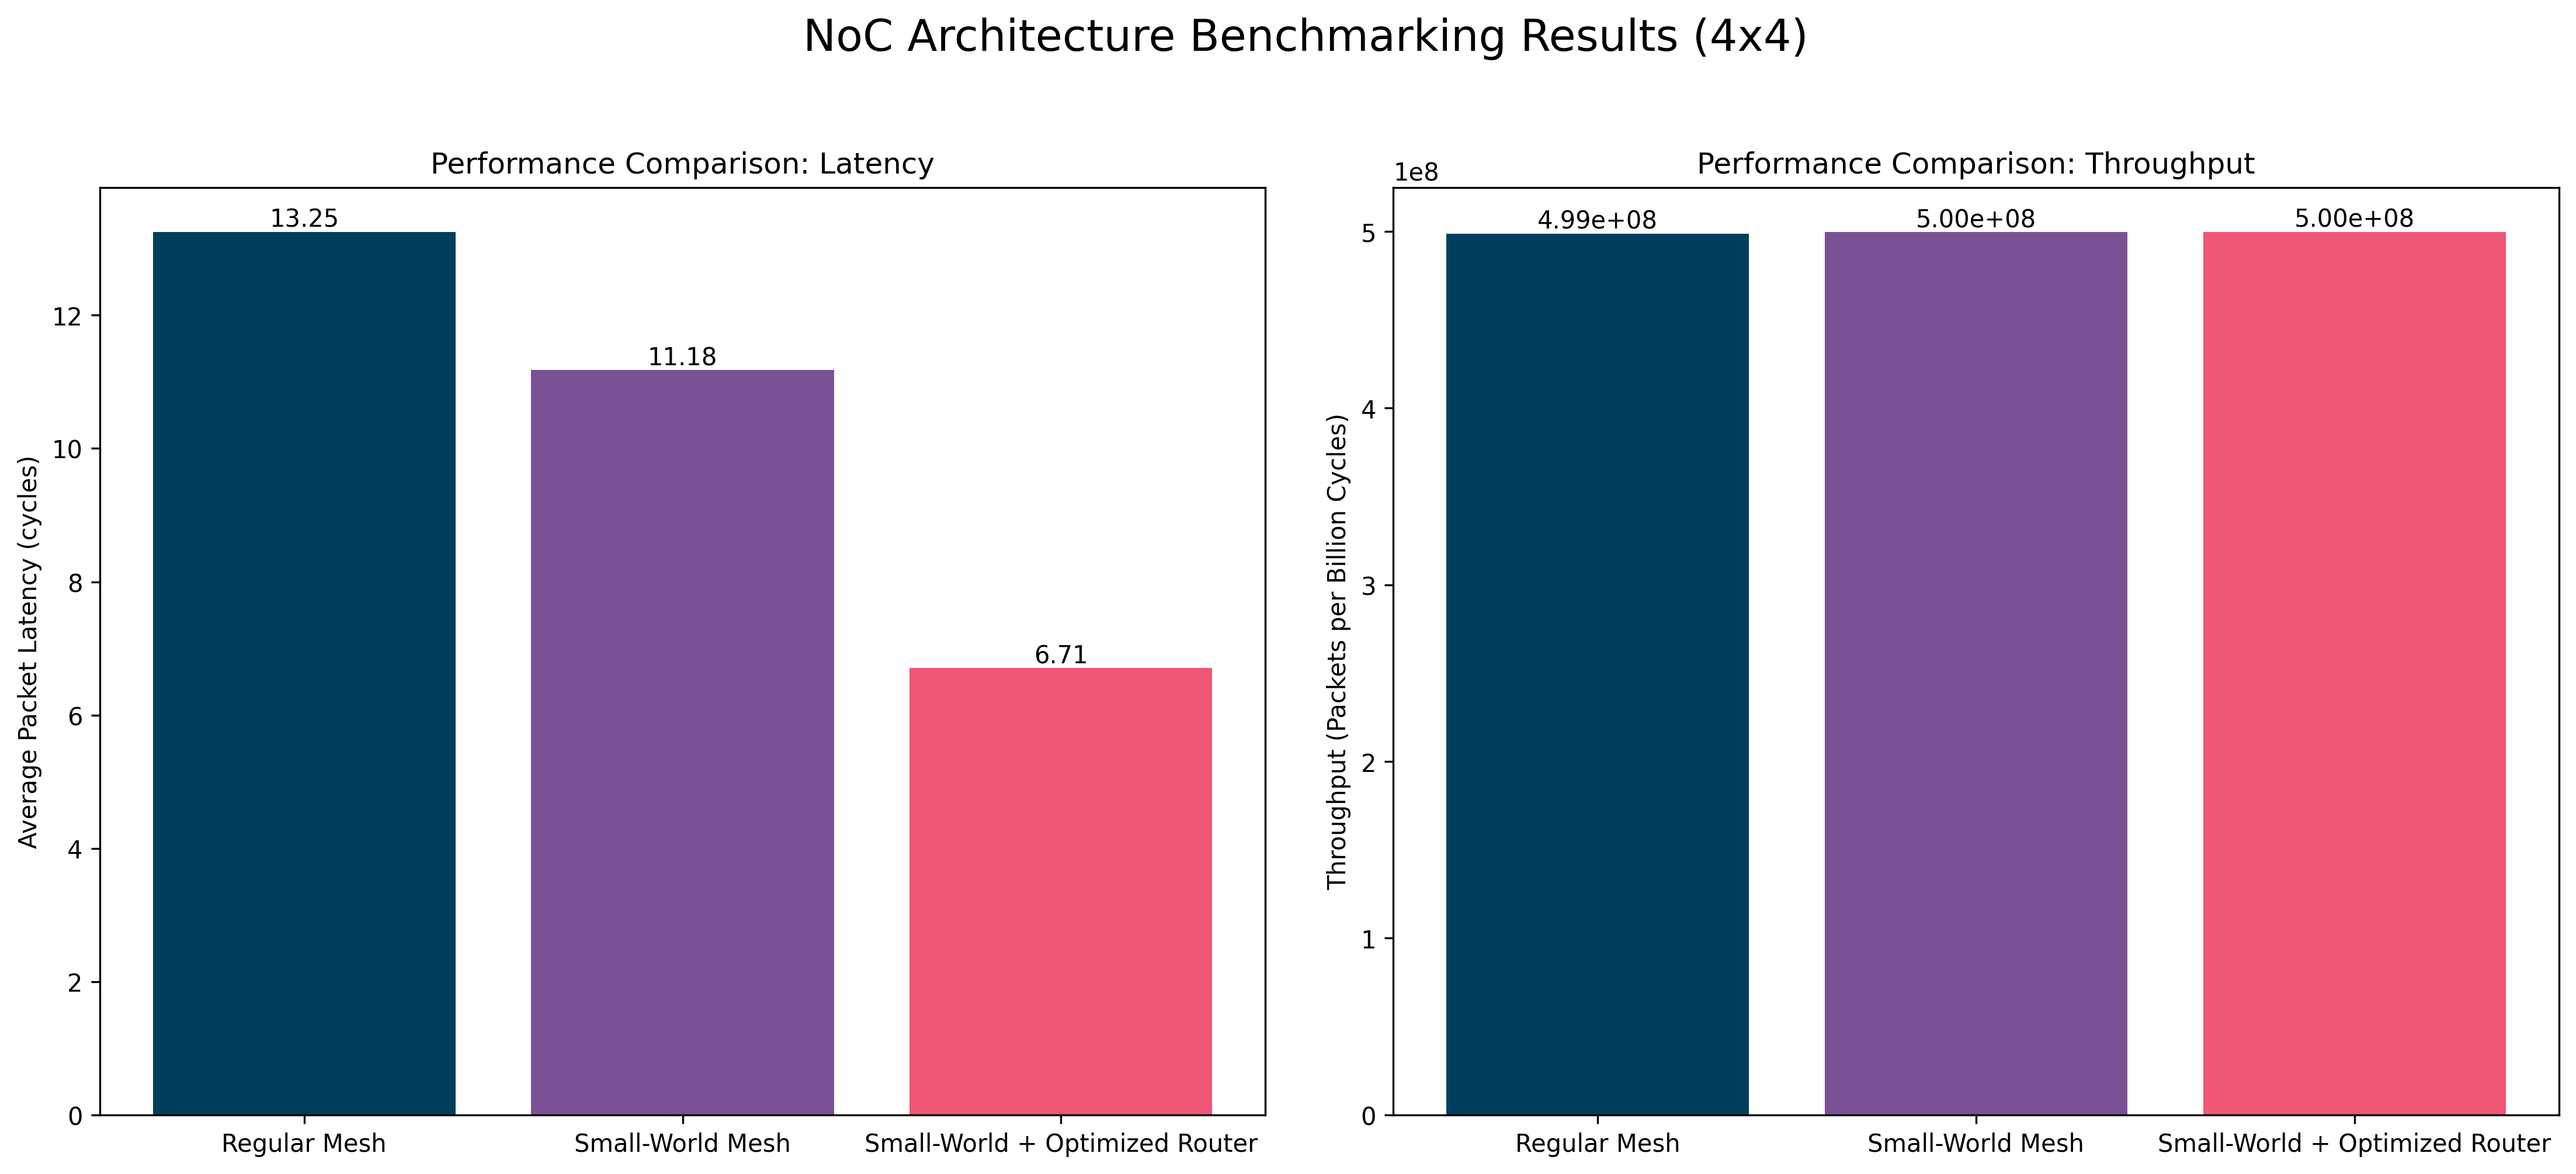 NoC Architecture Benchmarking Results (4x4)
Performance Comparison: Latency
Average Packet Latency (cycles)
12
10
8
6
4
2
0
13.25
11.18
6.71
Regular Mesh
Small-World Mesh
Small-World + Optimized Router
Performance Comparison: Throughput
1e8
Throughput (Packets per Billion Cycles)
5
4
3
2
1
0
4.99e+08
5.00e+08
5.00e+08
Regular Mesh
Small-World Mesh
Small-World + Optimized Router